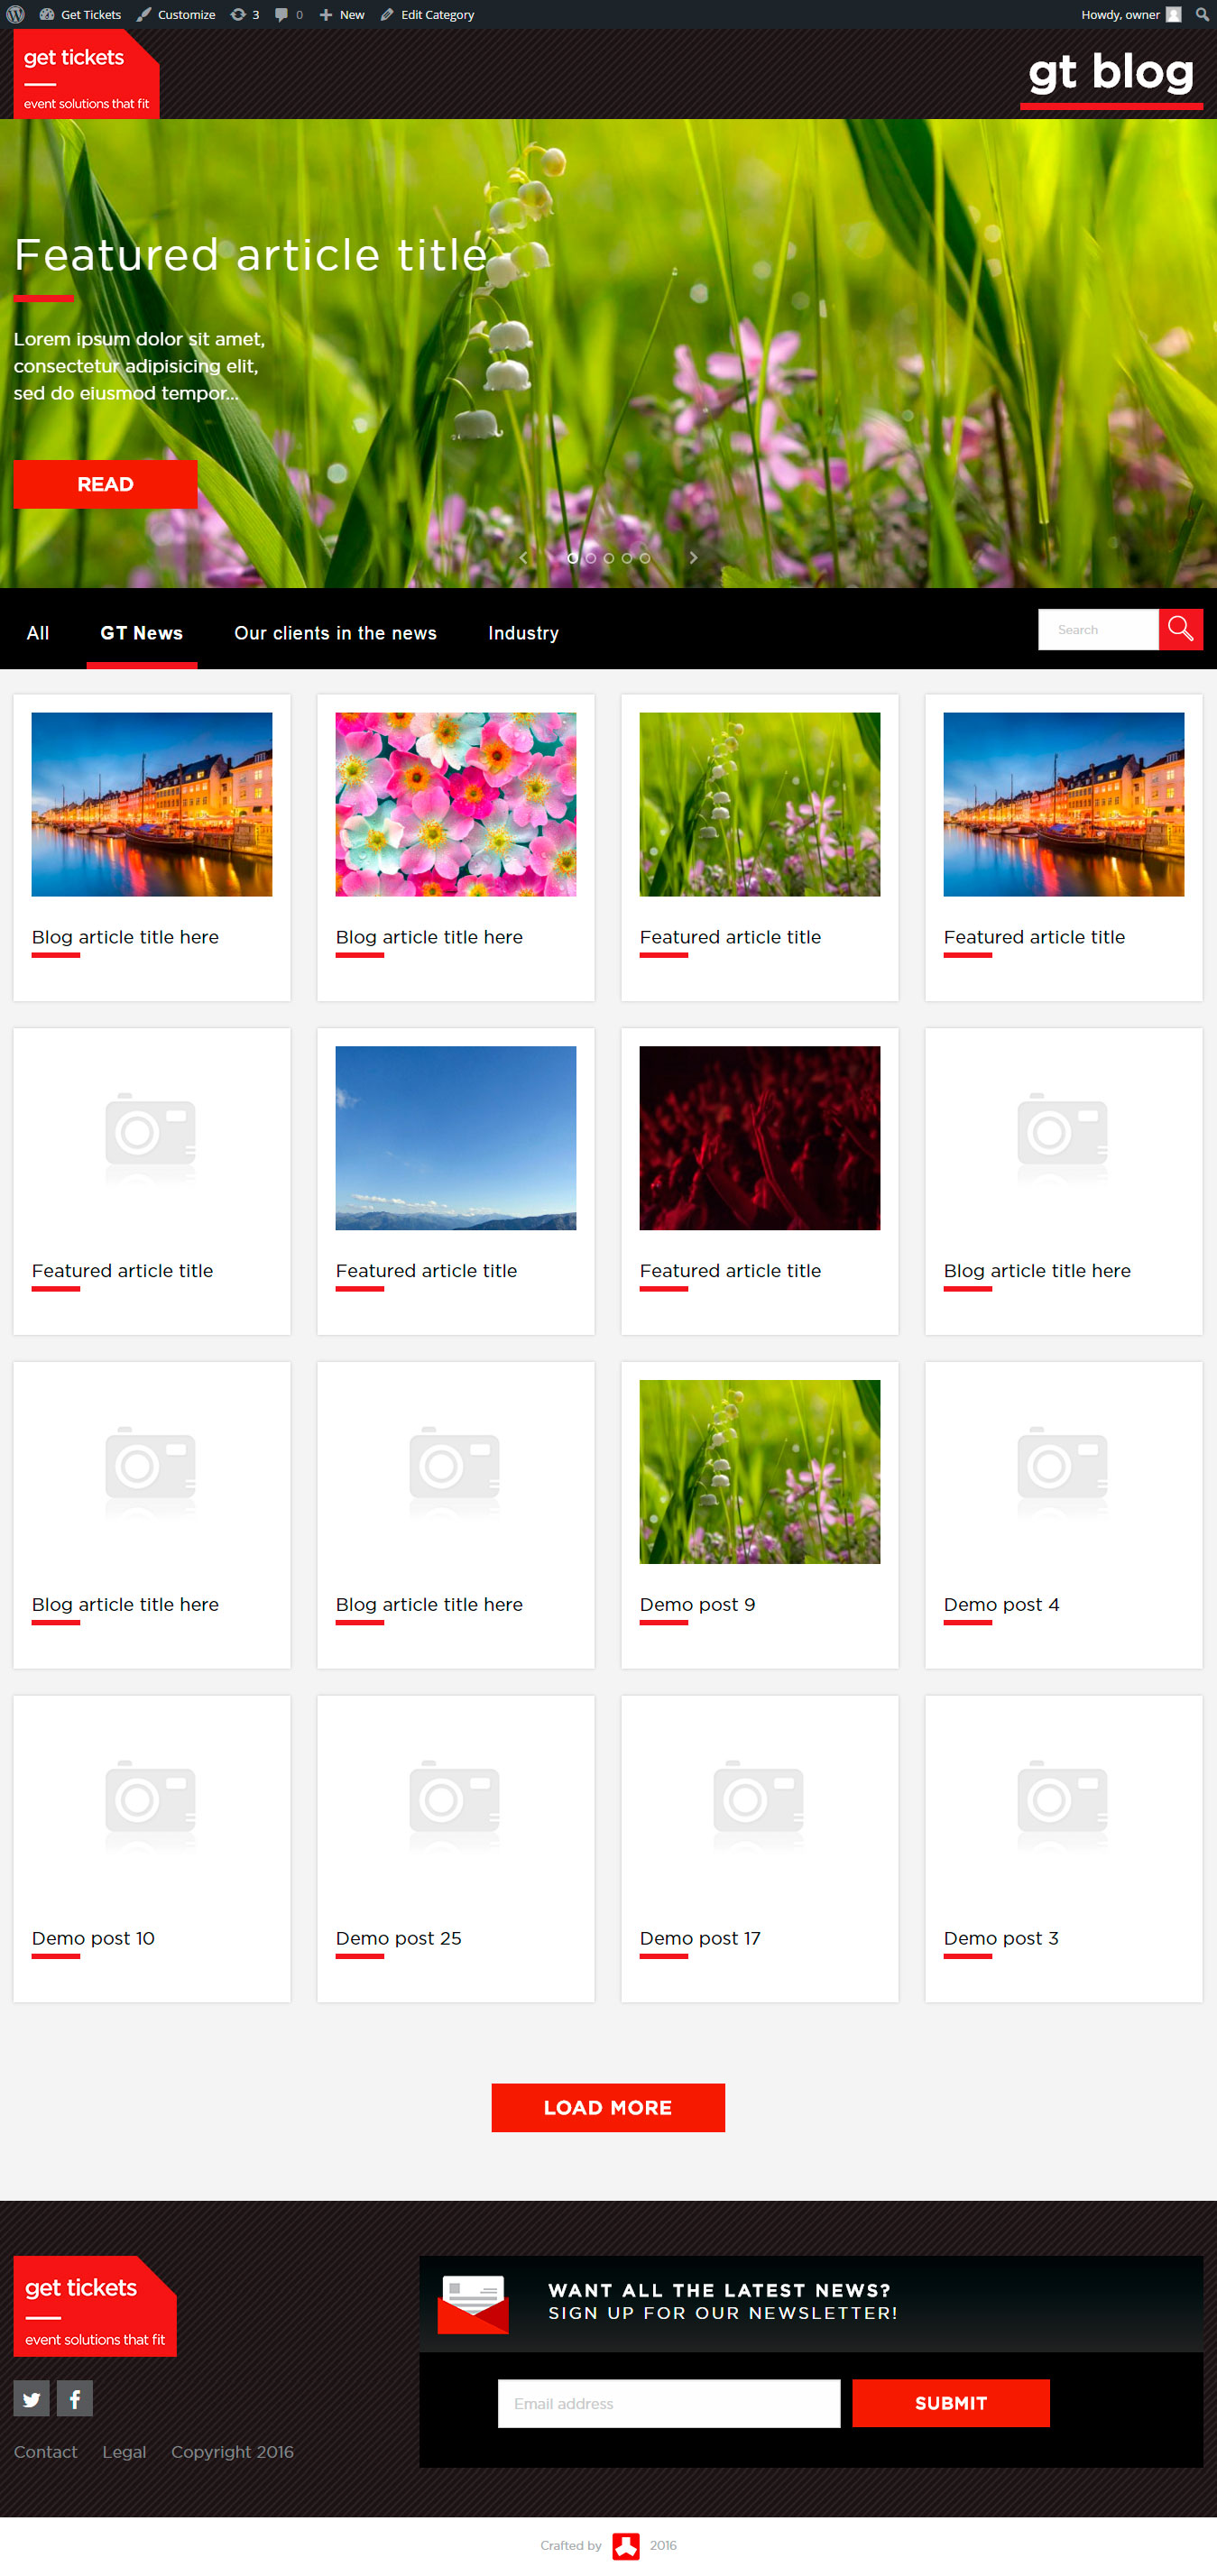 Get Tickets Customize 3 0 New Edit Category Howdy, owner
get tickets
event solutions that fit
gt blog
Featured article title
Lorem ipsum dolor sit amet,
consectetur adipisicing elit,
sed do eiusmod tempor...
READ
All GT News Our clients in the news Industry Search
Blog article title here Blog article title here Featured article title Featured article title
Featured article title Featured article title Featured article title Blog article title here
Blog article title here Blog article title here Demo post 9 Demo post 4
Demo post 10 Demo post 25 Demo post 17 Demo post 3
LOAD MORE
get tickets
event solutions that fit
WANT ALL THE LATEST NEWS?
SIGN UP FOR OUR NEWSLETTER!
Email address SUBMIT
Contact Legal Copyright 2016
Crafted by 2016